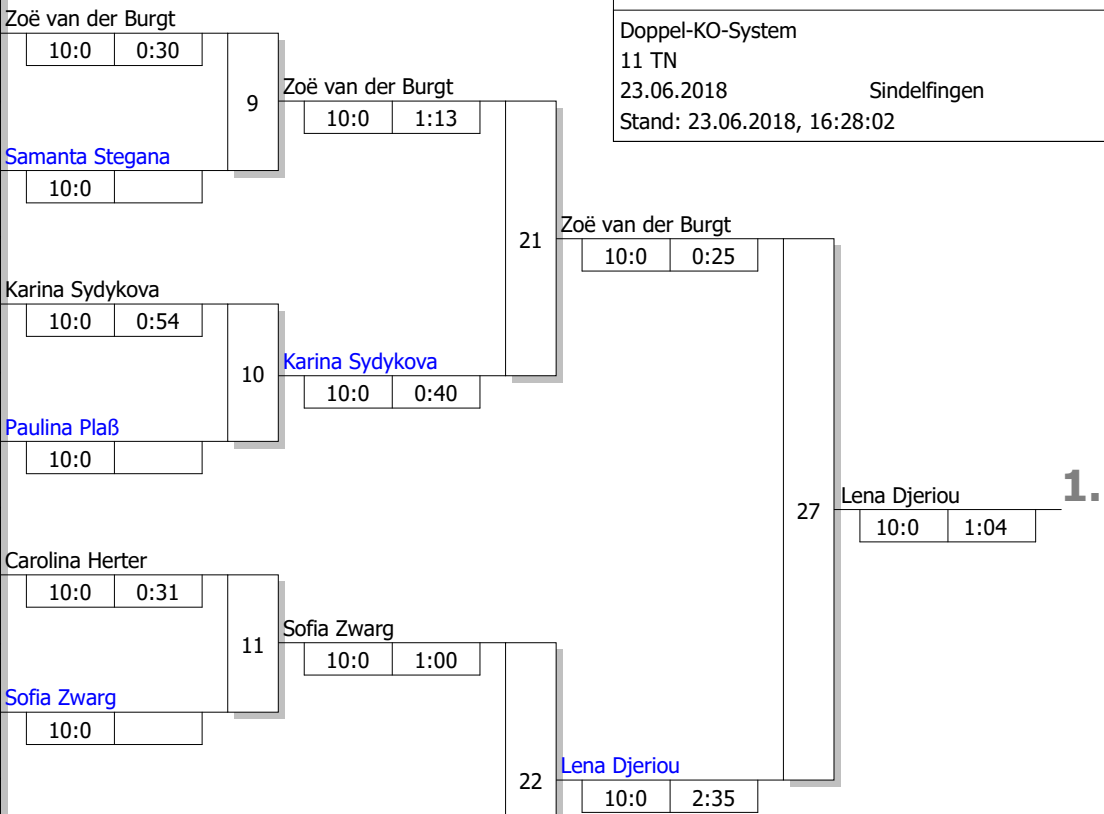 Zoë van der Burgt
10:0 0:30
Doppel-KO-System
11 TN
23.06.2018 Sindelfingen
Stand: 23.06.2018, 16:28:02
9
Zoë van der Burgt
10:0 1:13
Samanta Stegana
10:0
21
Zoë van der Burgt
10:0 0:25
Karina Sydykova
10:0 0:54
10
Karina Sydykova
10:0 0:40
Paulina Plaß
10:0
27
Lena Djeriou
10:0 1:04
1.
Carolina Herter
10:0 0:31
11
Sofia Zwarg
10:0 1:00
Sofia Zwarg
10:0
22
Lena Djeriou
10:0 2:35